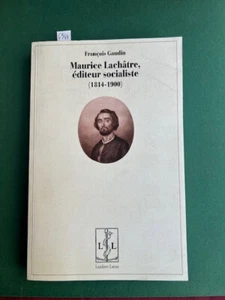 François Gaudin
Maurice Lachâtre,
éditeur socialiste
(1814-1900)
L L
Lambert-Lucas